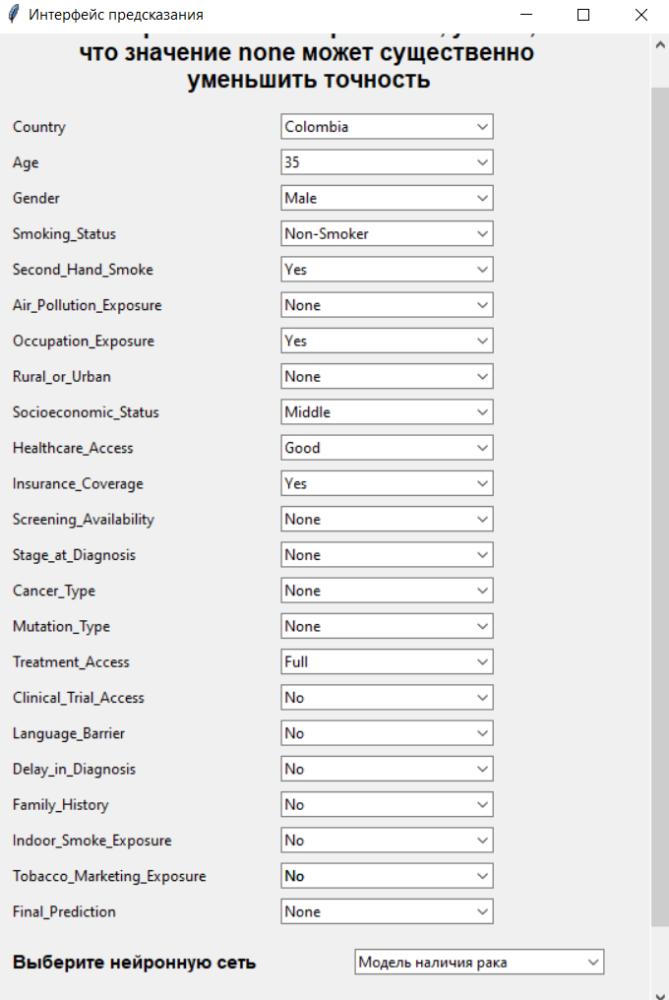 Интерфейс предсказания
что значение none может существенно
уменьшить точность
Country Colombia
Age 35
Gender Male
Smoking_Status Non-Smoker
Second_Hand_Smoke Yes
Air_Pollution_Exposure None
Occupation_Exposure Yes
Rural_or_Urban None
Socioeconomic_Status Middle
Healthcare_Access Good
Insurance_Coverage Yes
Screening_Availability None
Stage_at_Diagnosis None
Cancer_Type None
Mutation_Type None
Treatment_Access Full
Clinical_Trial_Access No
Language_Barrier No
Delay_in_Diagnosis No
Family_History No
Indoor_Smoke_Exposure No
Tobacco_Marketing_Exposure No
Final_Prediction None
Выберите нейронную сеть Модель наличия рака